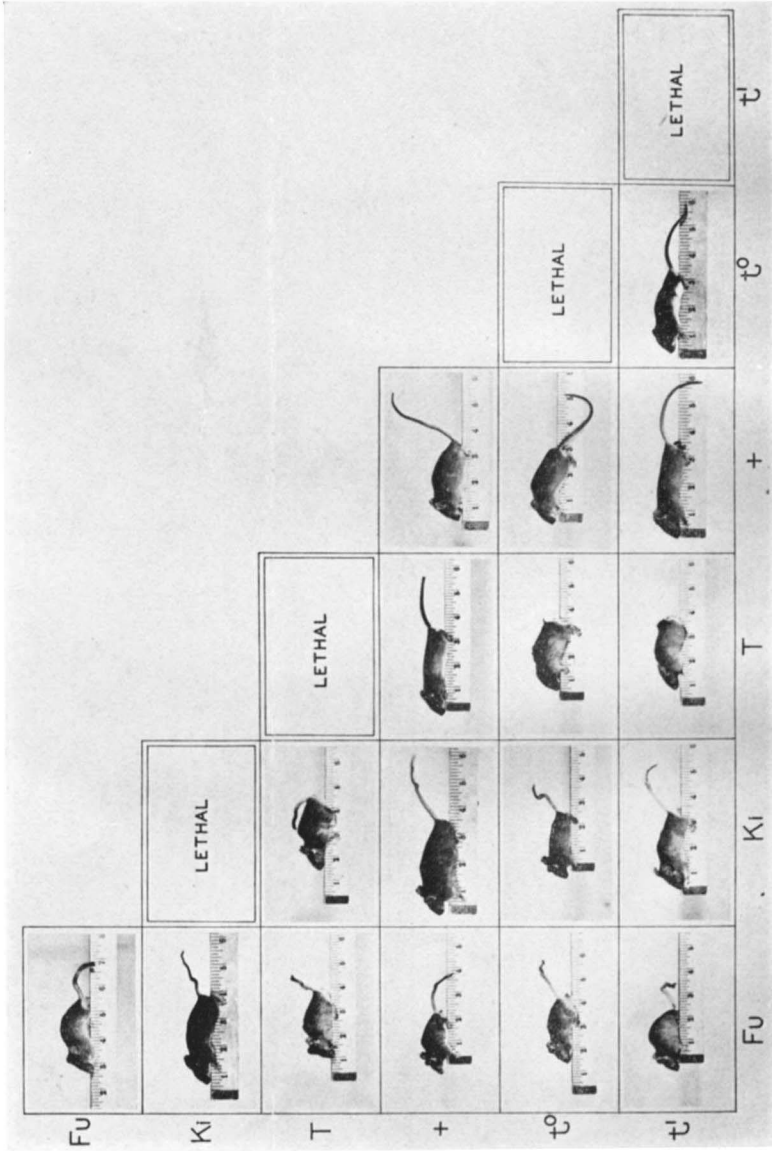 Fu
Ki LETHAL
T LETHAL
+
t⁰ LETHAL
t¹ LETHAL
Fu Ki T + t⁰ t¹